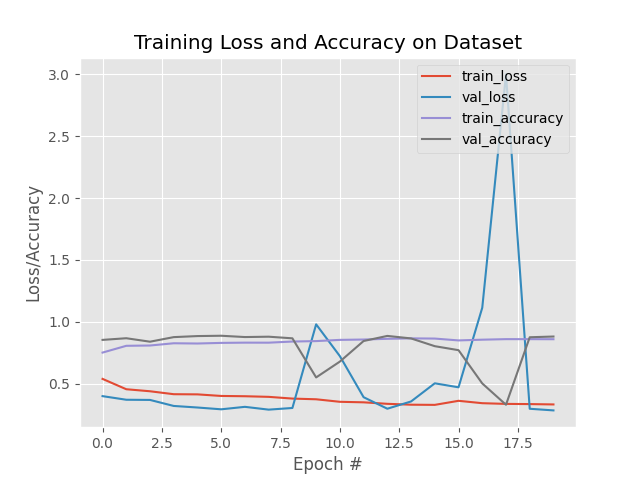 Training Loss and Accuracy on Dataset
3.0
2.5
2.0
1.5
1.0
0.5
Loss/Accuracy
train_loss
val_loss
train_accuracy
val_accuracy
0.0 2.5 5.0 7.5 10.0 12.5 15.0 17.5
Epoch #